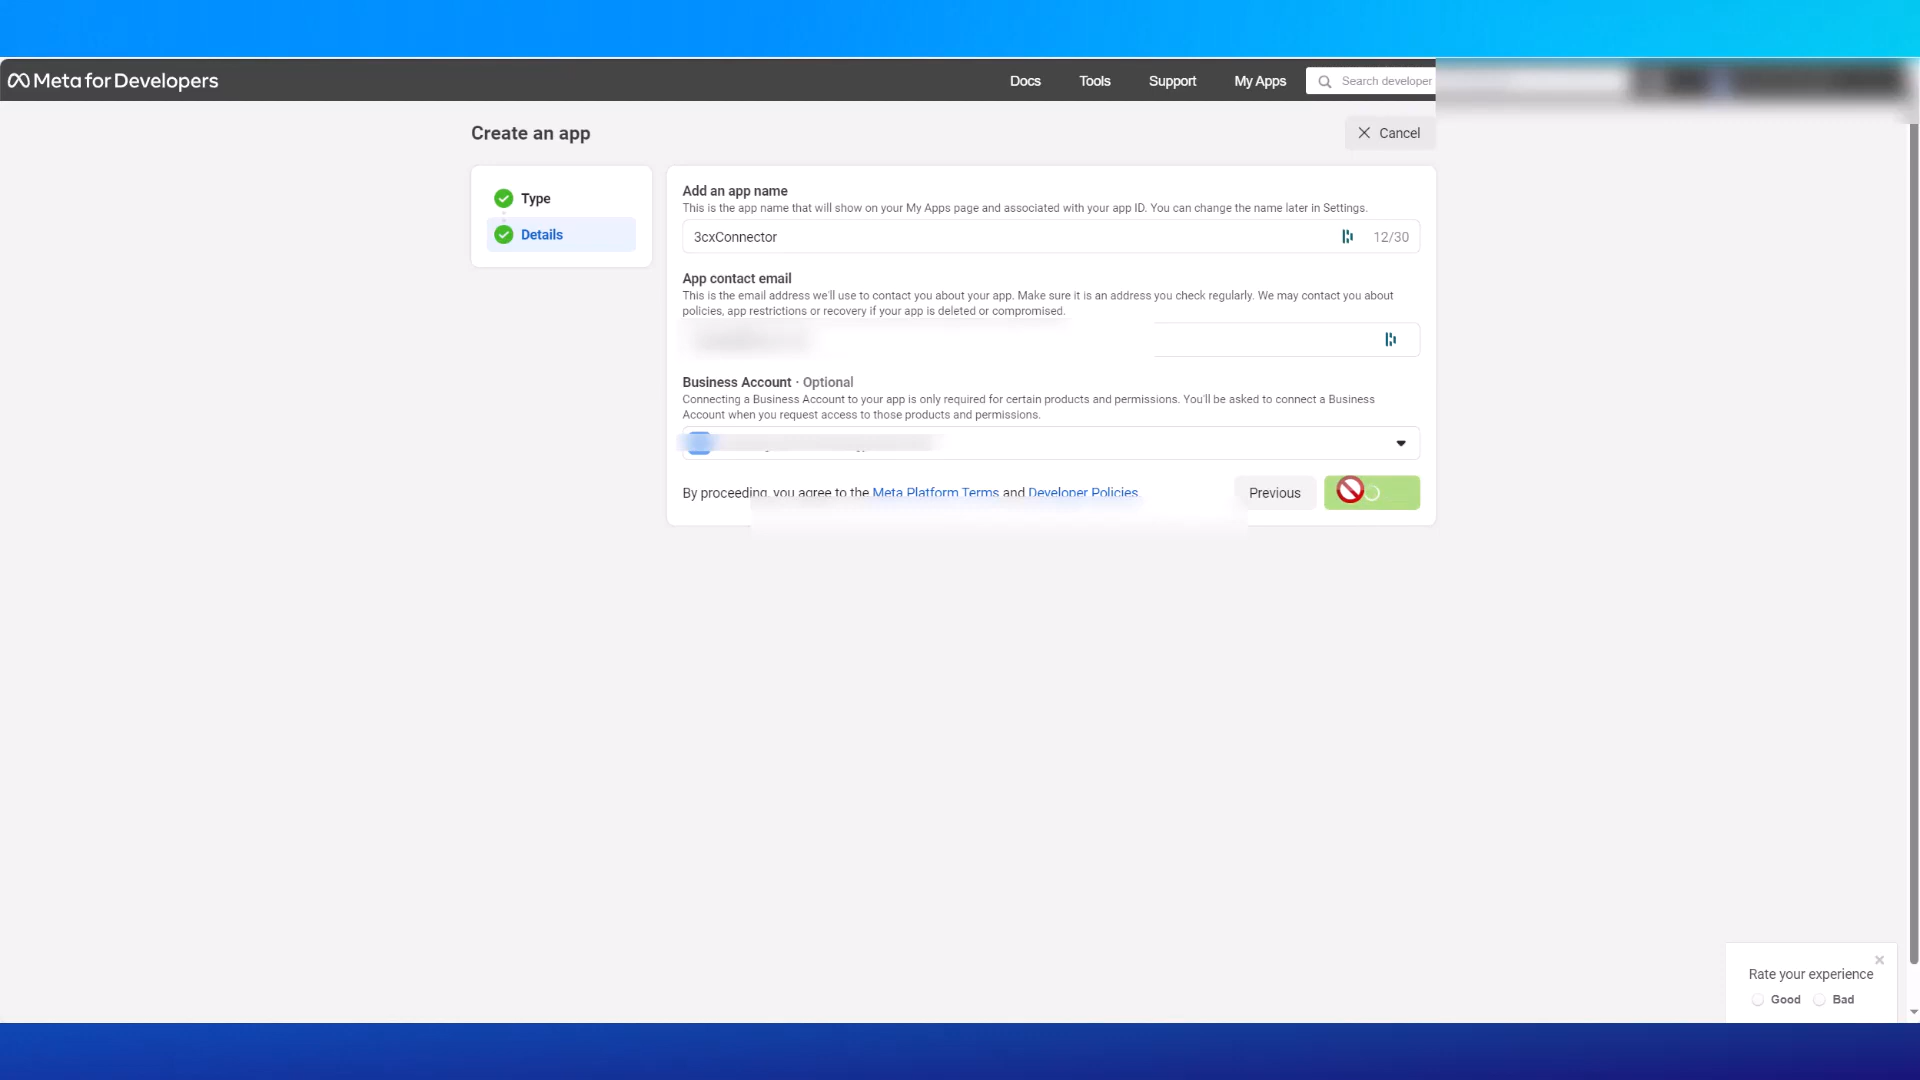 Meta for Developers
Docs
Tools
Support
My Apps
Search developer
Create an app
Cancel
Type
Details
Add an app name
This is the app name that will show on your My Apps page and associated with your app ID. You can change the name later in Settings.
3cxConnector
12/30
App contact email
This is the email address we'll use to contact you about your app. Make sure it is an address you check regularly. We may contact you about
policies, app restrictions or recovery if your app is deleted or compromised.
Business Account · Optional
Connecting a Business Account to your app is only required for certain products and permissions. You'll be asked to connect a Business
Account when you request access to those products and permissions.
By proceeding, you agree to the Meta Platform Terms and Developer Policies.
Previous
Rate your experience
Good
Bad